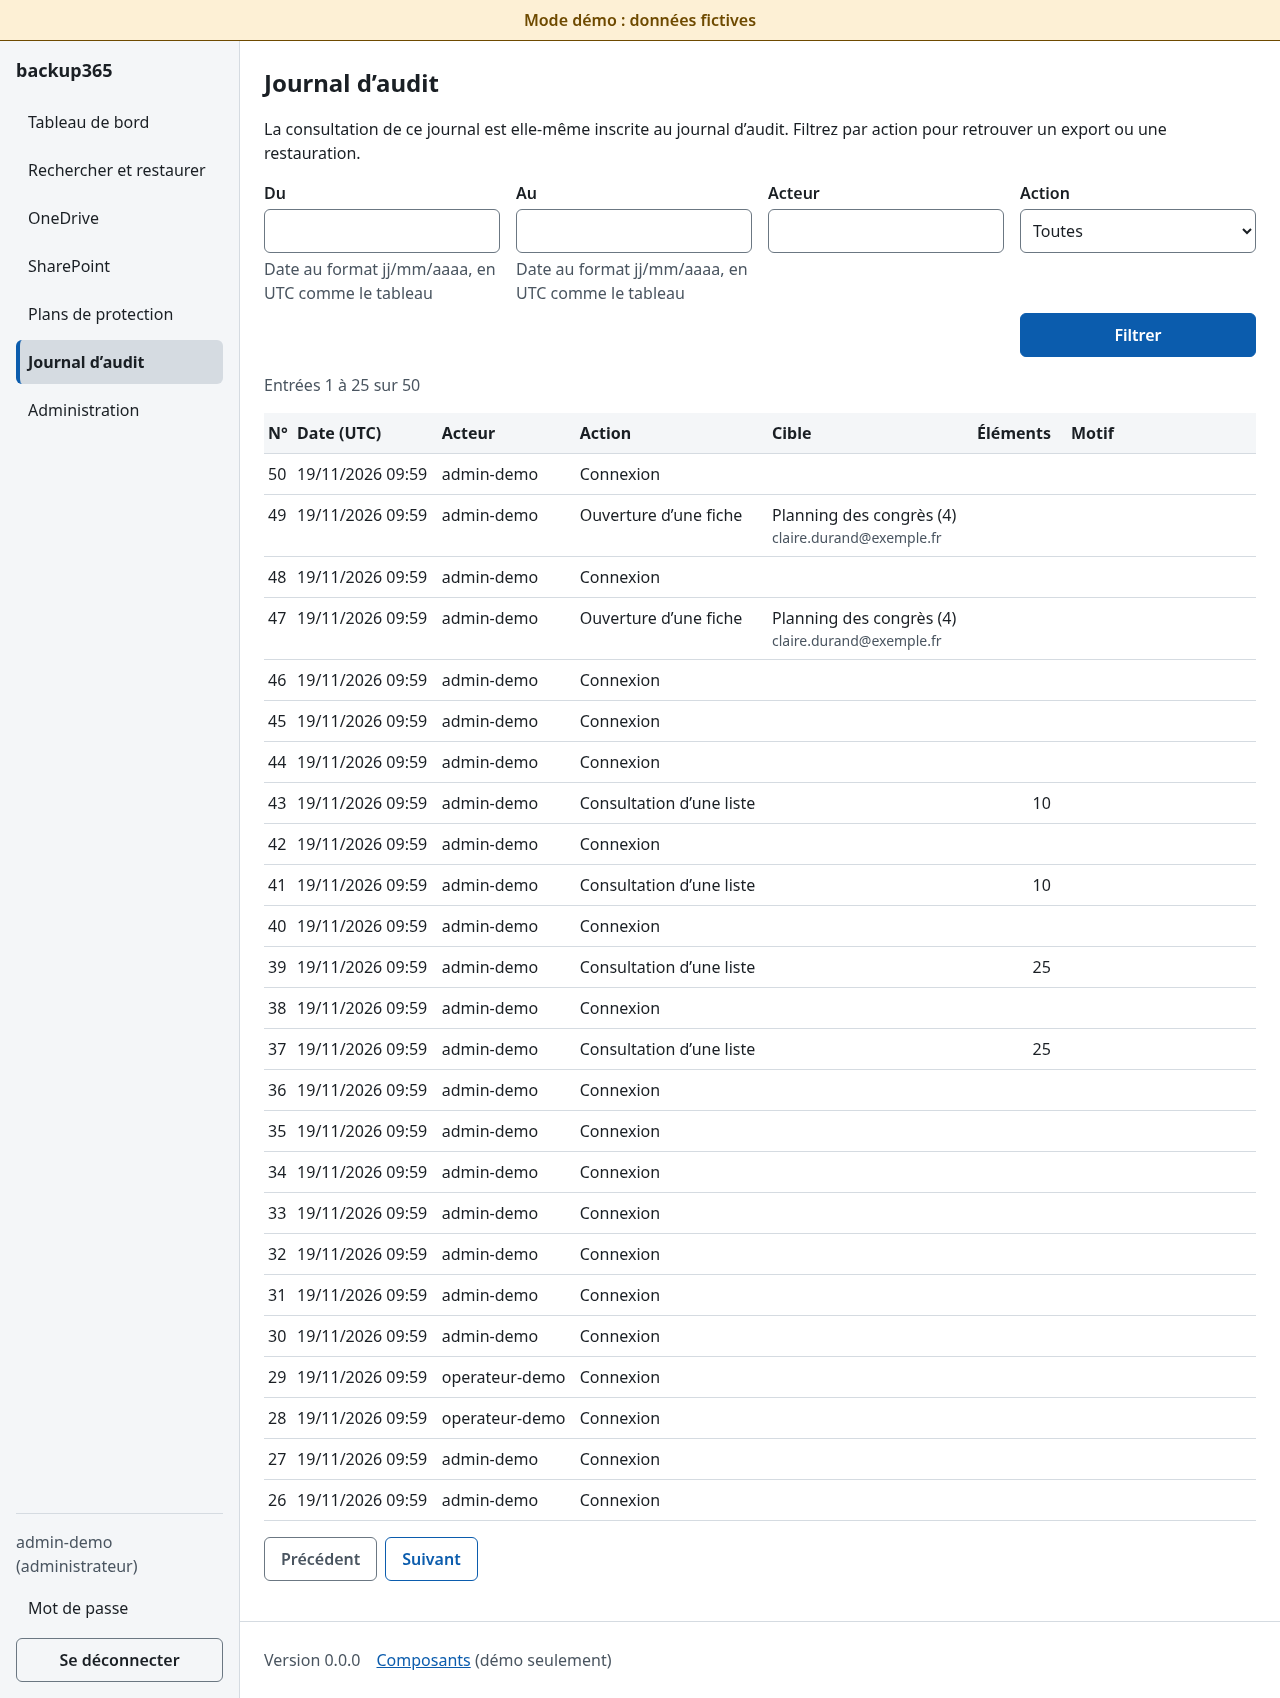 Mode démo : données fictives
backup365
Tableau de bord
Rechercher et restaurer
OneDrive
SharePoint
Plans de protection
Journal d’audit
Administration
admin-demo
(administrateur)
Mot de passe
Se déconnecter
Journal d’audit
La consultation de ce journal est elle-même inscrite au journal d’audit. Filtrez par action pour retrouver un export ou une
restauration.
Du Au Acteur Action
Toutes
Date au format jj/mm/aaaa, en Date au format jj/mm/aaaa, en
UTC comme le tableau UTC comme le tableau
Filtrer
Entrées 1 à 25 sur 50
N° Date (UTC) Acteur Action Cible Éléments Motif
50 19/11/2026 09:59 admin-demo Connexion
49 19/11/2026 09:59 admin-demo Ouverture d’une fiche Planning des congrès (4)
claire.durand@exemple.fr
48 19/11/2026 09:59 admin-demo Connexion
47 19/11/2026 09:59 admin-demo Ouverture d’une fiche Planning des congrès (4)
claire.durand@exemple.fr
46 19/11/2026 09:59 admin-demo Connexion
45 19/11/2026 09:59 admin-demo Connexion
44 19/11/2026 09:59 admin-demo Connexion
43 19/11/2026 09:59 admin-demo Consultation d’une liste 10
42 19/11/2026 09:59 admin-demo Connexion
41 19/11/2026 09:59 admin-demo Consultation d’une liste 10
40 19/11/2026 09:59 admin-demo Connexion
39 19/11/2026 09:59 admin-demo Consultation d’une liste 25
38 19/11/2026 09:59 admin-demo Connexion
37 19/11/2026 09:59 admin-demo Consultation d’une liste 25
36 19/11/2026 09:59 admin-demo Connexion
35 19/11/2026 09:59 admin-demo Connexion
34 19/11/2026 09:59 admin-demo Connexion
33 19/11/2026 09:59 admin-demo Connexion
32 19/11/2026 09:59 admin-demo Connexion
31 19/11/2026 09:59 admin-demo Connexion
30 19/11/2026 09:59 admin-demo Connexion
29 19/11/2026 09:59 operateur-demo Connexion
28 19/11/2026 09:59 operateur-demo Connexion
27 19/11/2026 09:59 admin-demo Connexion
26 19/11/2026 09:59 admin-demo Connexion
Précédent Suivant
Version 0.0.0 Composants (démo seulement)